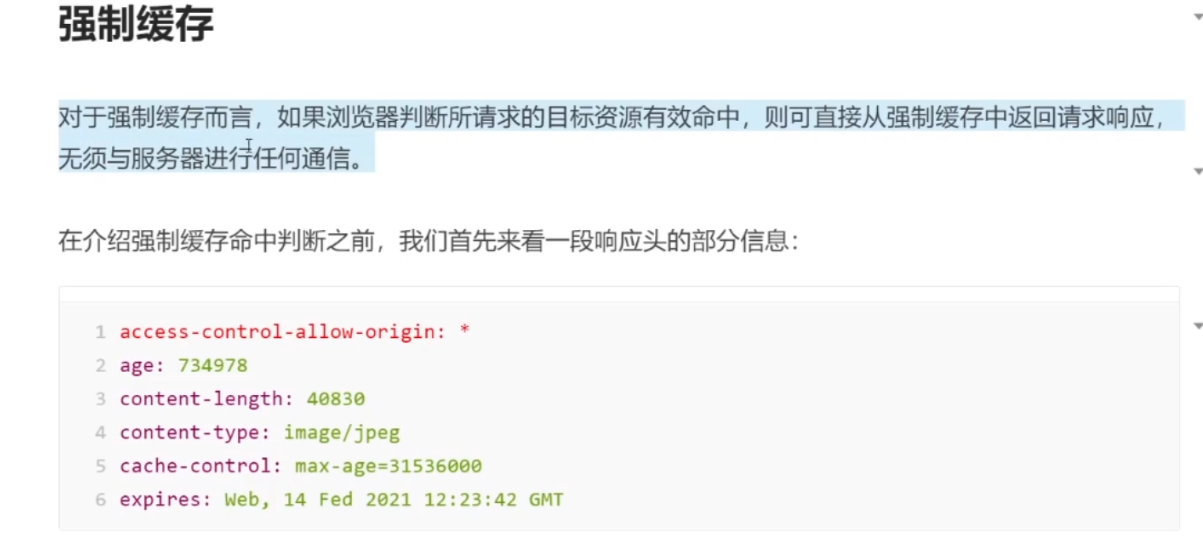 强制缓存
对于强制缓存而言，如果浏览器判断所请求的目标资源有效命中，则可直接从强制缓存中返回请求响应，
无须与服务器进行任何通信。
在介绍强制缓存命中判断之前，我们首先来看一段响应头的部分信息：
1 access-control-allow-origin: *
2 age: 734978
3 content-length: 40830
4 content-type: image/jpeg
5 cache-control: max-age=31536000
6 expires: Web, 14 Fed 2021 12:23:42 GMT